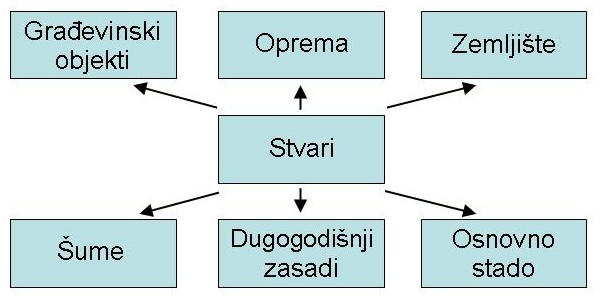 Građevinski
objekti
Oprema
Zemljište
Stvari
Šume
Dugogodišnji
zasadi
Osnovno
stado